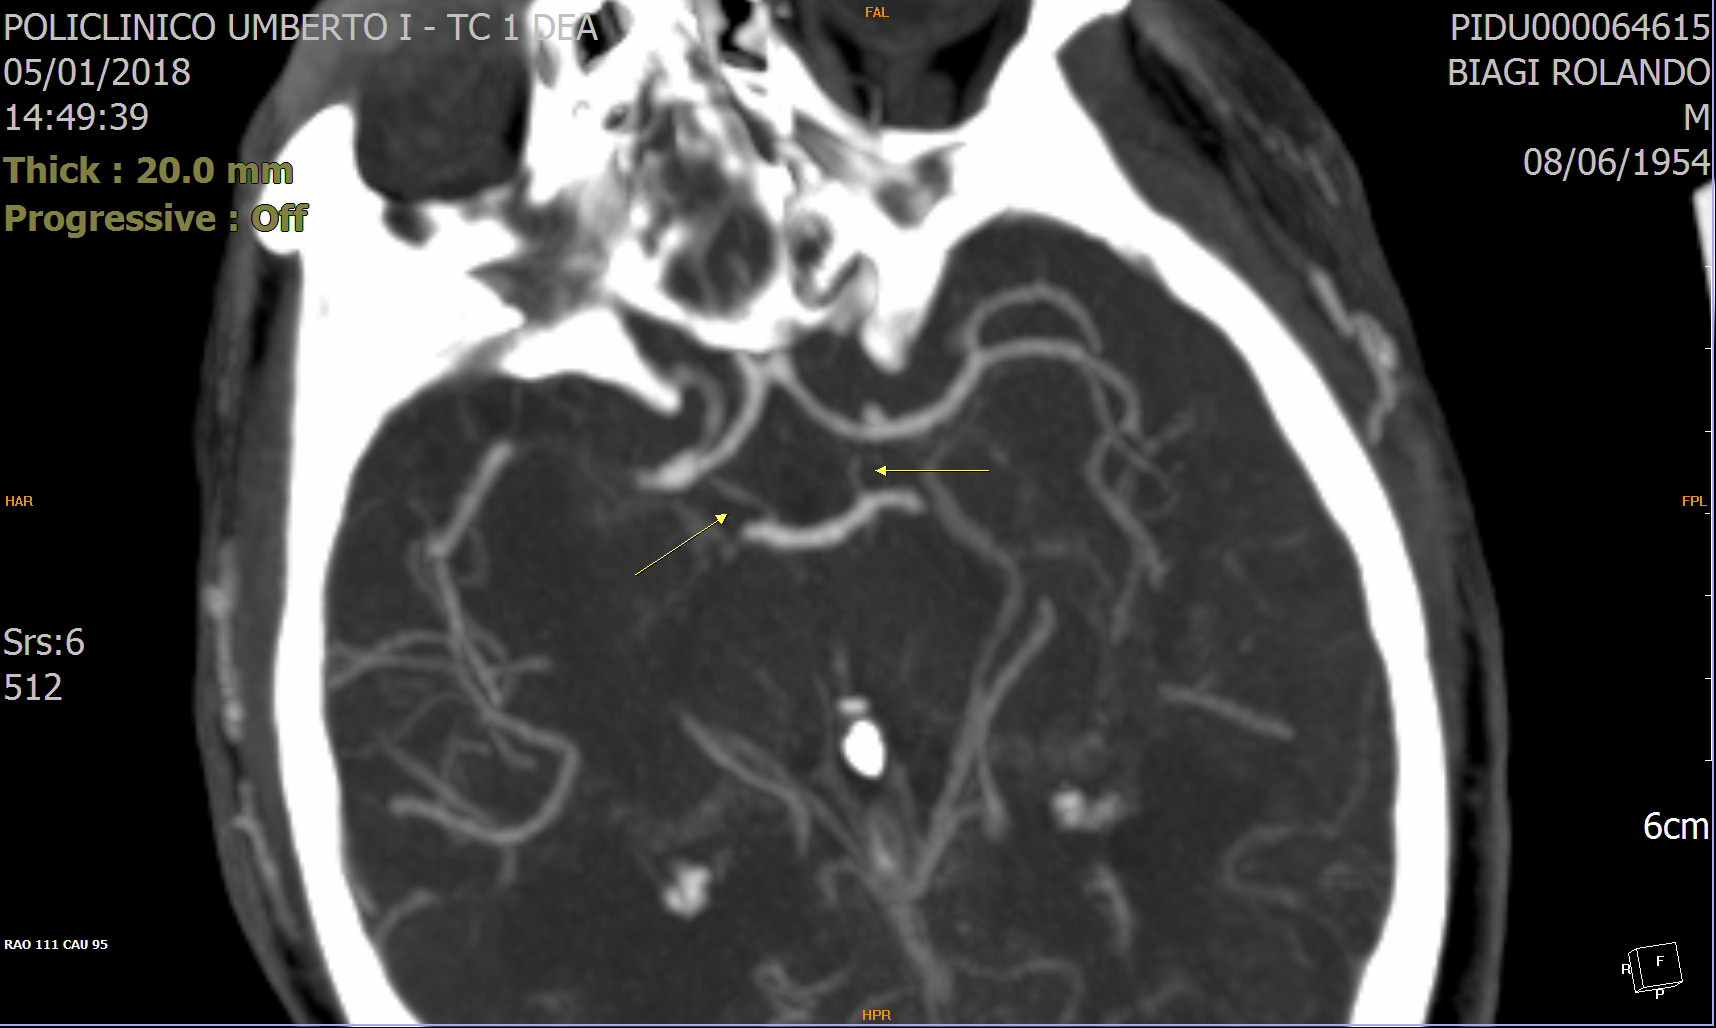 POLICLINICO UMBERTO I - TC 1 DEA
05/01/2018
14:49:39
Thick : 20.0 mm
Progressive : Off
FAL
PIDU000064615
BIAGI ROLANDO
M
08/06/1954
HAR
FPL
Srs:6
512
6cm
RAO 111 CAU 95
R
F
P
HPR